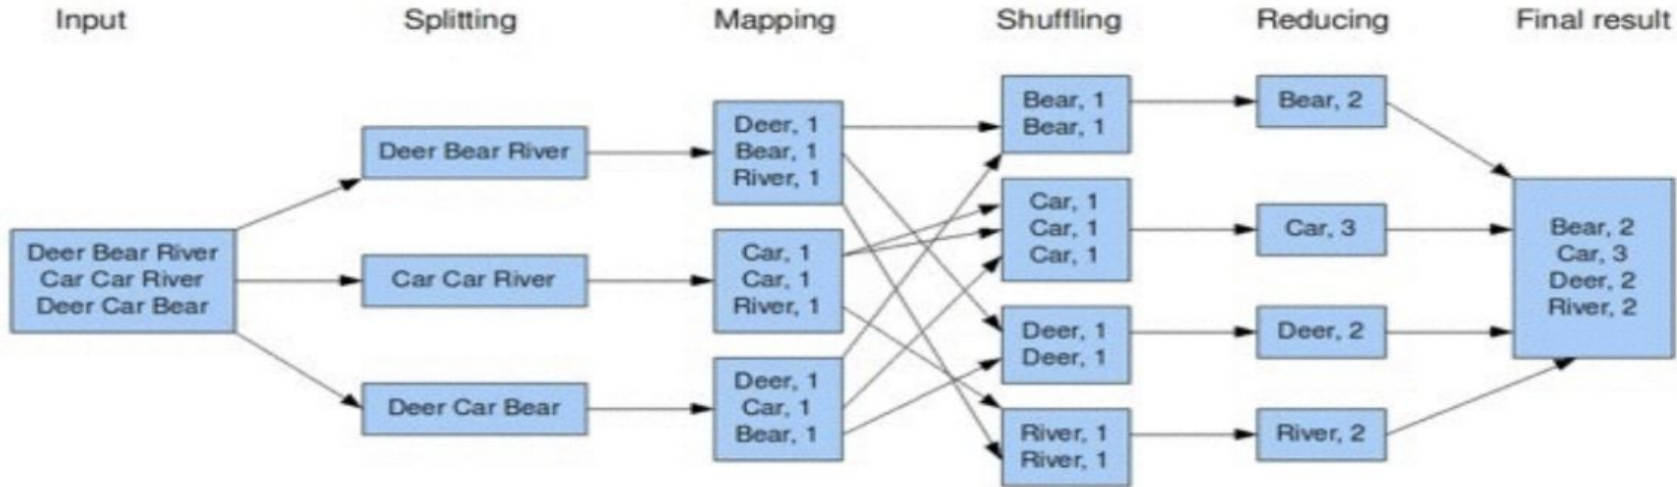 Input
Splitting
Mapping
Shuffling
Reducing
Final result
Deer Bear River
Car Car River
Deer Car Bear
Deer Bear River
Car Car River
Deer Car Bear
Deer, 1
Bear, 1
River, 1
Car, 1
Car, 1
River, 1
Deer, 1
Car, 1
Bear, 1
Bear, 1
Bear, 1
Car, 1
Car, 1
Car, 1
Deer, 1
Deer, 1
River, 1
River, 1
Bear, 2
Car, 3
Deer, 2
River, 2
Bear, 2
Car, 3
Deer, 2
River, 2